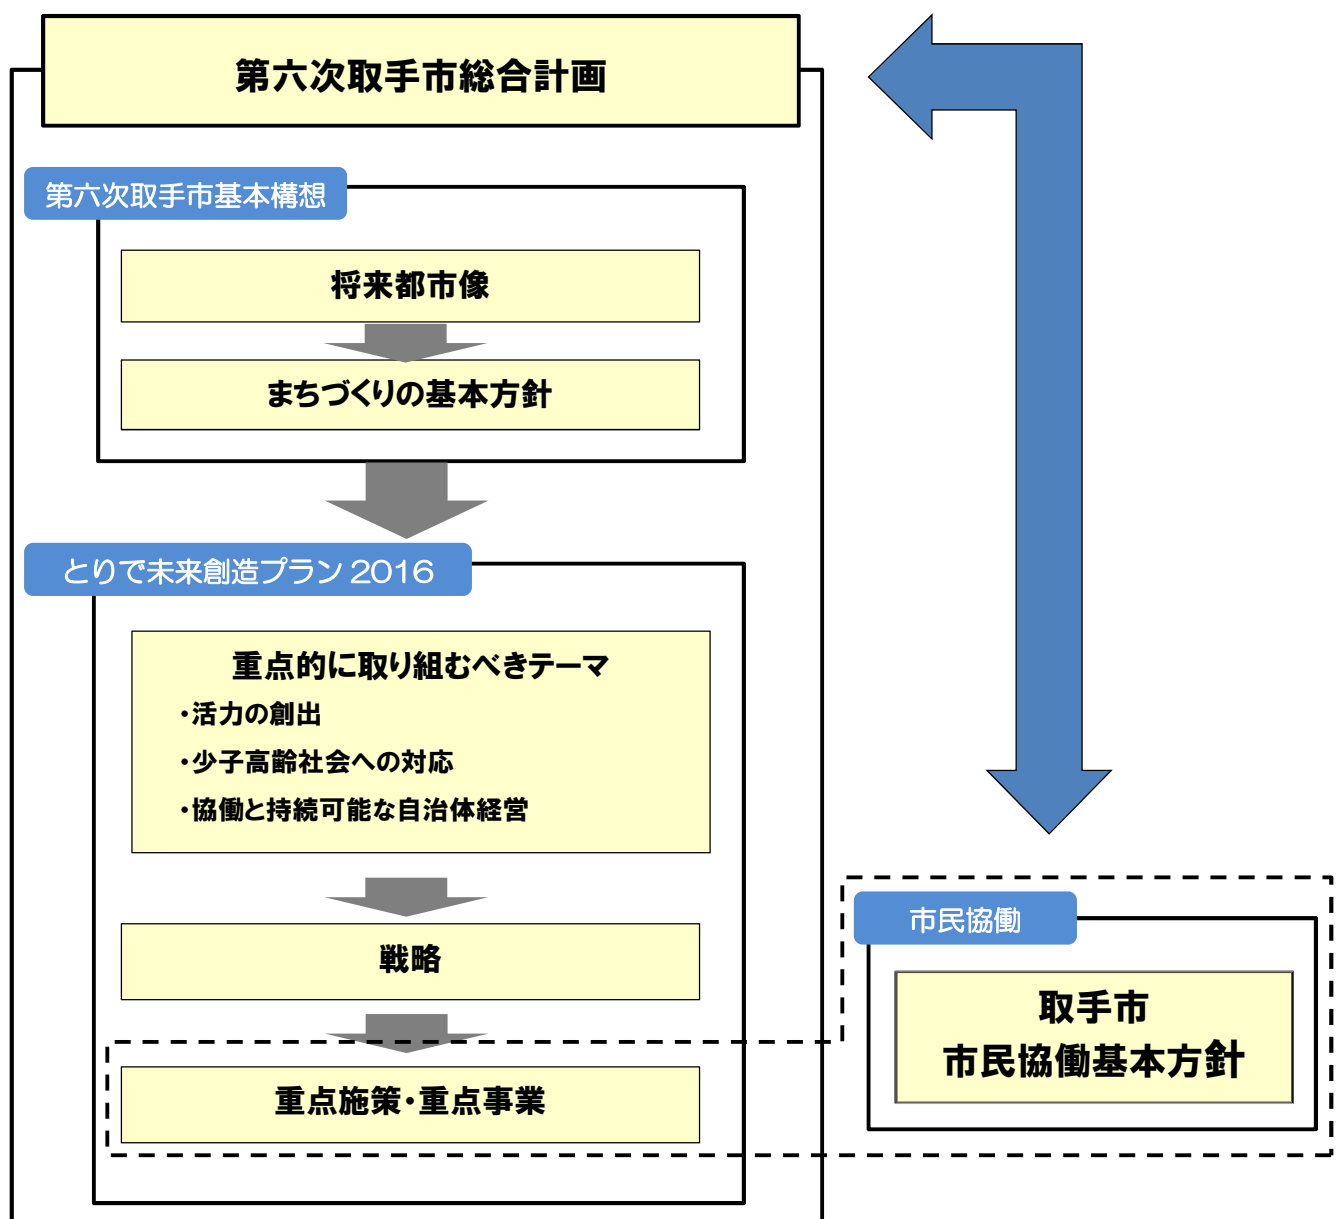 第六次取手市総合計画
第六次取手市基本構想
将来都市像
まちづくりの基本方針
とりで未来創造プラン 2016
重点的に取り組むべきテーマ
・活力の創出
・少子高齢社会への対応
・協働と持続可能な自治体経営
戦略
重点施策・重点事業
市民協働
取手市
市民協働基本方針